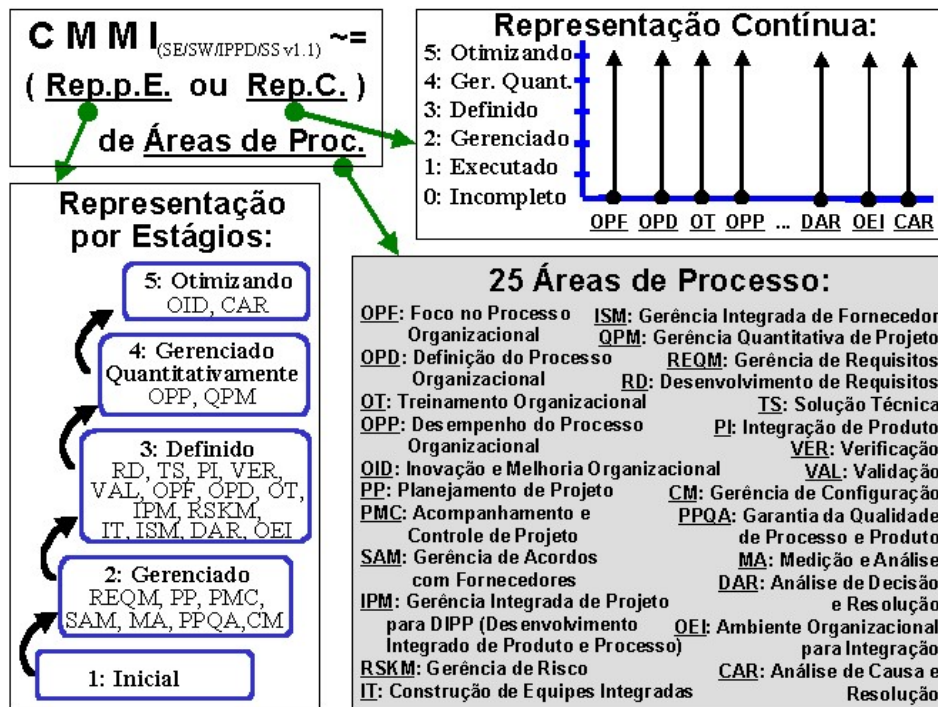 C M M I (SE/SW/IPPD/SS v1.1) ~=
( Rep.p.E. ou Rep.C. )
de Áreas de Proc.
Representação Contínua:
5: Otimizando
4: Ger. Quant.
3: Definido
2: Gerenciado
1: Executado
0: Incompleto
OPF OPD OT OPP ... DAR OEI CAR
Representação
por Estágios:
5: Otimizando
OID, CAR
4: Gerenciado
Quantitativamente
OPP, QPM
3: Definido
RD, TS, PI, VER,
VAL, OPF, OPD, OT,
IPM, RSKM,
IT, ISM, DAR, OEI
2: Gerenciado
REQM, PP, PMC,
SAM, MA, PPQA,CM
1: Inicial
25 Áreas de Processo:
OPF: Foco no Processo
Organizacional
OPD: Definição do Processo
Organizacional
OT: Treinamento Organizacional
OPP: Desempenho do Processo
Organizacional
OID: Inovação e Melhoria Organizacional
PP: Planejamento de Projeto
PMC: Acompanhamento e
Controle de Projeto
SAM: Gerência de Acordos
com Fornecedores
IPM: Gerência Integrada de Projeto
para DIPP (Desenvolvimento
Integrado de Produto e Processo)
RSKM: Gerência de Risco
IT: Construção de Equipes Integradas
ISM: Gerência Integrada de Fornecedor
QPM: Gerência Quantitativa de Projeto
REQM: Gerência de Requisitos
RD: Desenvolvimento de Requisitos
TS: Solução Técnica
PI: Integração de Produto
VER: Verificação
VAL: Validação
CM: Gerência de Configuração
PPQA: Garantia da Qualidade
de Processo e Produto
MA: Medição e Análise
DAR: Análise de Decisão
e Resolução
OEI: Ambiente Organizacional
para Integração
CAR: Análise de Causa e
Resolução